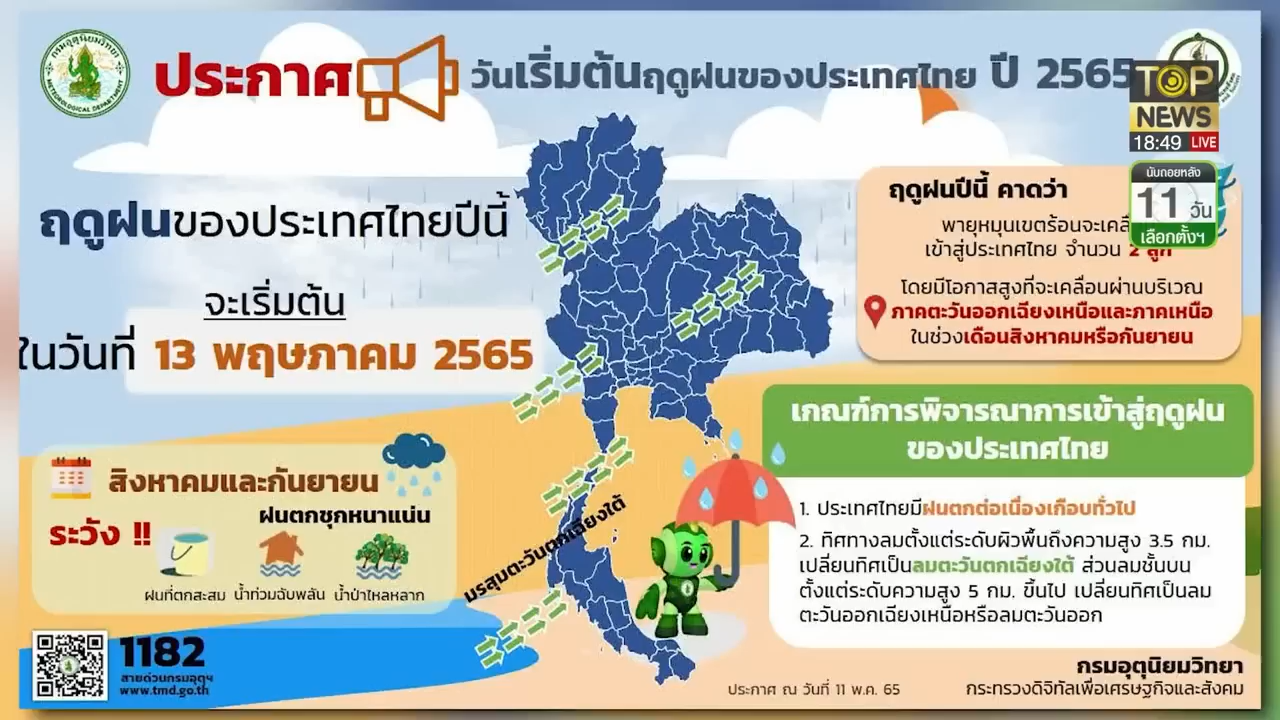 ประกาศ วันเริ่มต้นฤดูฝนของประเทศไทย ปี 2565
TOP
NEWS
18:49 LIVE
นับถอยหลัง
11 วัน
เลือกตั้งฯ
ฤดูฝนของประเทศไทยปีนี้
จะเริ่มต้น
ในวันที่ 13 พฤษภาคม 2565
ฤดูฝนปีนี้ คาดว่า
พายุหมุนเขตร้อนจะเคลื่
เข้าสู่ประเทศไทย จำนวน 2 ลูก
โดยมีโอกาสสูงที่จะเคลื่อนผ่านบริเวณ
ภาคตะวันออกเฉียงเหนือและภาคเหนือ
ในช่วงเดือนสิงหาคมหรือกันยายน
เกณฑ์การพิจารณาการเข้าสู่ฤดูฝน
ของประเทศไทย
1. ประเทศไทยมีฝนตกต่อเนื่องเกือบทั่วไป
2. ทิศทางลมตั้งแต่ระดับผิวพื้นถึงความสูง 3.5 กม.
เปลี่ยนทิศเป็นลมตะวันตกเฉียงใต้ ส่วนลมชั้นบน
ตั้งแต่ระดับความสูง 5 กม. ขึ้นไป เปลี่ยนทิศเป็นลม
ตะวันออกเฉียงเหนือหรือลมตะวันออก
สิงหาคมและกันยายน
ระวัง !! ฝนตกชุกหนาแน่น
ฝนที่ตกสะสม น้ำท่วมฉับพลัน น้ำป่าไหลหลาก
มรสุมตะวันตกเฉียงใต้
1182
สายด่วนกรมอุตุฯ
www.tmd.go.th
ประกาศ ณ วันที่ 11 พ.ค. 65
กรมอุตุนิยมวิทยา
กระทรวงดิจิทัลเพื่อเศรษฐกิจและสังคม
กรมอุตุนิยมวิทยา
METEOROLOGICAL DEPARTMENT